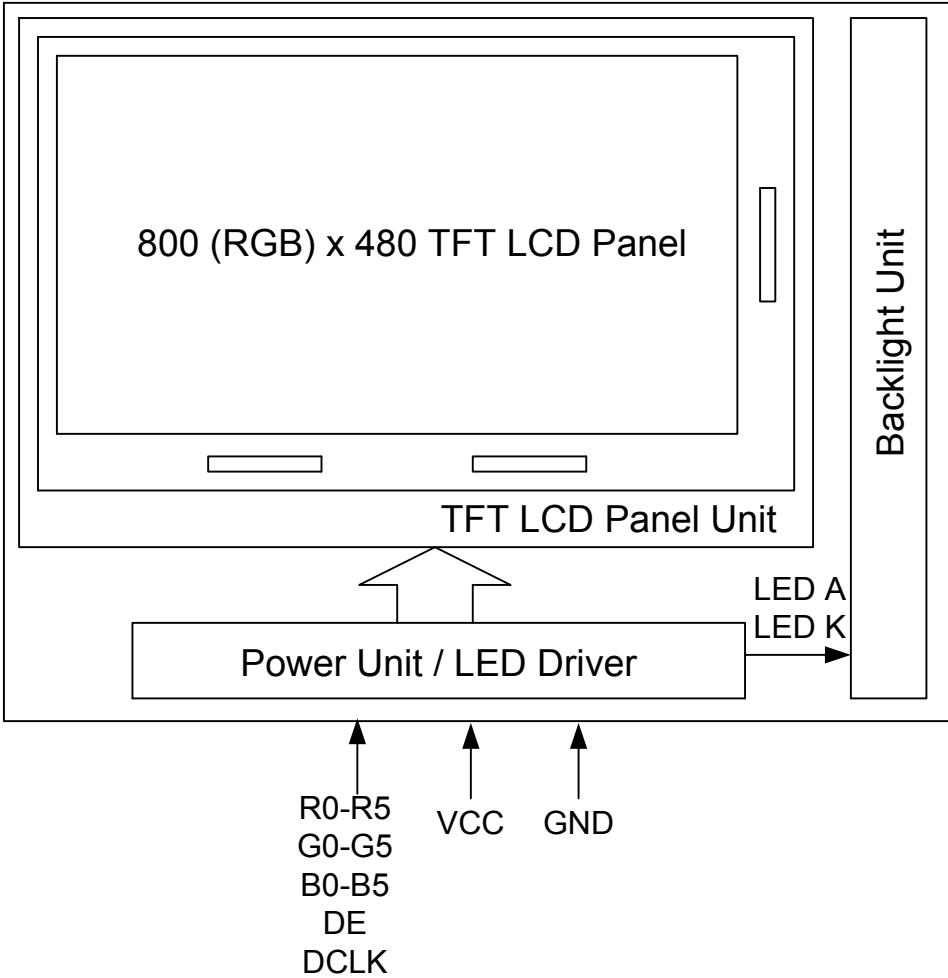 800 (RGB) x 480 TFT LCD Panel
Backlight Unit
TFT LCD Panel Unit
LED A
LED K
Power Unit / LED Driver
R0-R5
G0-G5
B0-B5
DE
DCLK
VCC
GND